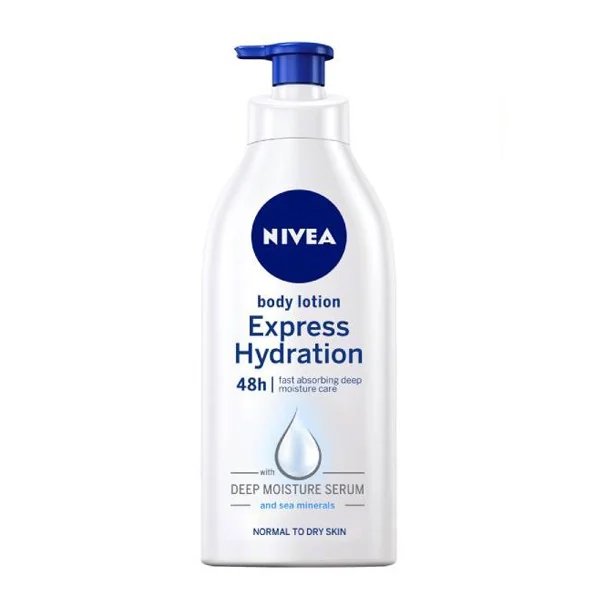 NIVEA
body lotion
Express
Hydration
48h | fast absorbing deep
moisture care
with
DEEP MOISTURE SERUM
and sea minerals
NORMAL TO DRY SKIN